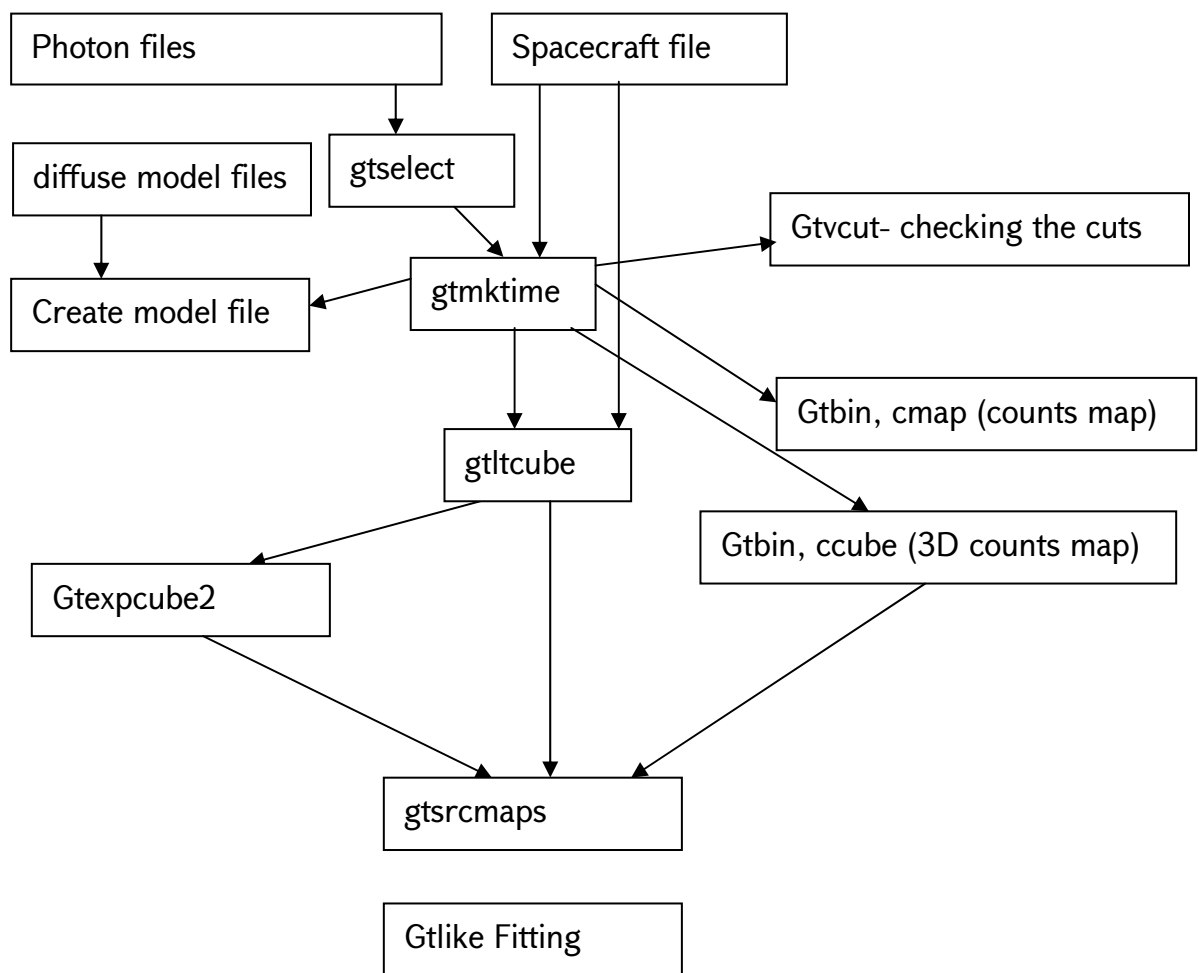 Photon files
Spacecraft file
gtselect
diffuse model files
Gtvcut- checking the cuts
gtmktime
Create model file
Gtbin, cmap (counts map)
gtltcube
Gtbin, ccube (3D counts map)
Gtexpcube2
gtsrcmaps
Gtlike Fitting